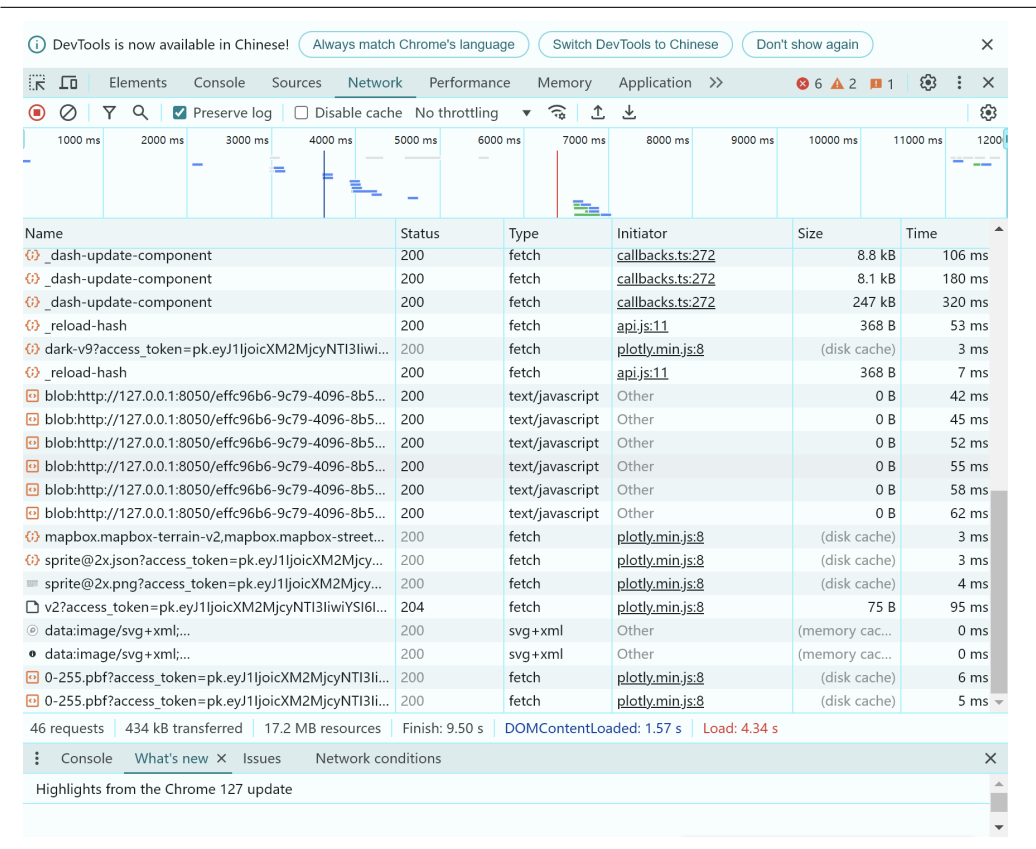 DevTools is now available in Chinese! Always match Chrome's language Switch DevTools to Chinese Don't show again
Elements Console Sources Network Performance Memory Application 6 2 1
Preserve log Disable cache No throttling
1000 ms 2000 ms 3000 ms 4000 ms 5000 ms 6000 ms 7000 ms 8000 ms 9000 ms 10000 ms 11000 ms 1200
Name Status Type Initiator Size Time
_dash-update-component 200 fetch callbacks.ts:272 8.8 kB 106 ms
_dash-update-component 200 fetch callbacks.ts:272 8.1 kB 180 ms
_dash-update-component 200 fetch callbacks.ts:272 247 kB 320 ms
_reload-hash 200 fetch api.js:11 368 B 53 ms
dark-v9?access_token=pk.eyJ1IjoicXM2MjcyNTI3Iiwi... 200 fetch plotly.min.js:8 (disk cache) 3 ms
_reload-hash 200 fetch api.js:11 368 B 7 ms
blob:http://127.0.0.1:8050/effc96b6-9c79-4096-8b5... 200 text/javascript Other 0 B 42 ms
blob:http://127.0.0.1:8050/effc96b6-9c79-4096-8b5... 200 text/javascript Other 0 B 45 ms
blob:http://127.0.0.1:8050/effc96b6-9c79-4096-8b5... 200 text/javascript Other 0 B 52 ms
blob:http://127.0.0.1:8050/effc96b6-9c79-4096-8b5... 200 text/javascript Other 0 B 55 ms
blob:http://127.0.0.1:8050/effc96b6-9c79-4096-8b5... 200 text/javascript Other 0 B 58 ms
blob:http://127.0.0.1:8050/effc96b6-9c79-4096-8b5... 200 text/javascript Other 0 B 62 ms
mapbox.mapbox-terrain-v2,mapbox.mapbox-street... 200 fetch plotly.min.js:8 (disk cache) 3 ms
sprite@2x.json?access_token=pk.eyJ1IjoicXM2Mjcy... 200 fetch plotly.min.js:8 (disk cache) 3 ms
sprite@2x.png?access_token=pk.eyJ1IjoicXM2Mjcy... 200 fetch plotly.min.js:8 (disk cache) 4 ms
v2?access_token=pk.eyJ1IjoicXM2MjcyNTI3IiwiYSI6I... 204 fetch plotly.min.js:8 75 B 95 ms
data:image/svg+xml;... 200 svg+xml Other (memory cac... 0 ms
data:image/svg+xml;... 200 svg+xml Other (memory cac... 0 ms
0-255.pbf?access_token=pk.eyJ1IjoicXM2MjcyNTI3Ii... 200 fetch plotly.min.js:8 (disk cache) 6 ms
0-255.pbf?access_token=pk.eyJ1IjoicXM2MjcyNTI3Ii... 200 fetch plotly.min.js:8 (disk cache) 5 ms
46 requests 434 kB transferred 17.2 MB resources Finish: 9.50 s DOMContentLoaded: 1.57 s Load: 4.34 s
Console What's new Issues Network conditions
Highlights from the Chrome 127 update